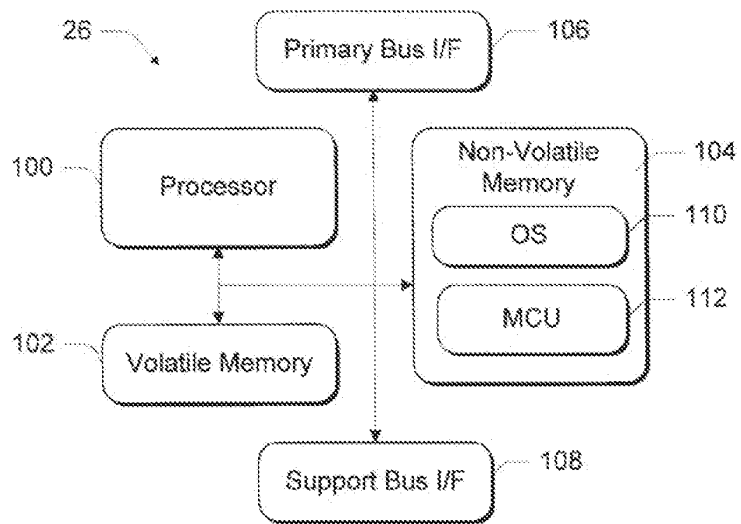 26
Primary Bus I/F
106
100
Processor
Non-Volatile
Memory
104
OS
110
MCU
112
102
Volatile Memory
Support Bus I/F
108